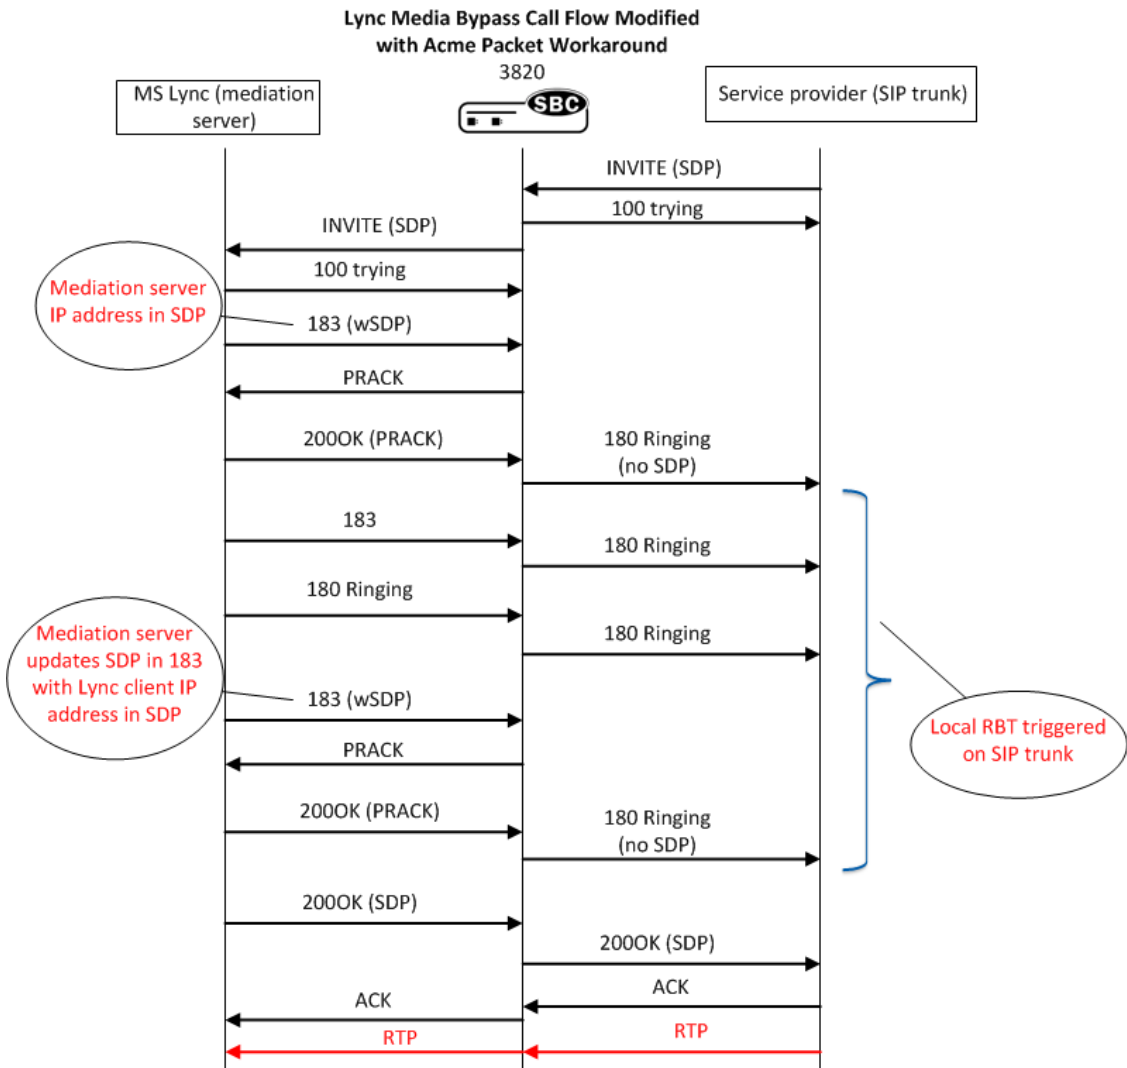 Lync Media Bypass Call Flow Modified
with Acme Packet Workaround
3820
MS Lync (mediation
server)
SBC
Service provider (SIP trunk)
INVITE (SDP)
100 trying
INVITE (SDP)
100 trying
Mediation server
IP address in SDP
183 (wSDP)
PRACK
200OK (PRACK)
180 Ringing
(no SDP)
183
180 Ringing
180 Ringing
180 Ringing
Mediation server
updates SDP in 183
with Lync client IP
address in SDP
183 (wSDP)
Local RBT triggered
on SIP trunk
PRACK
200OK (PRACK)
180 Ringing
(no SDP)
200OK (SDP)
200OK (SDP)
ACK
ACK
RTP
RTP